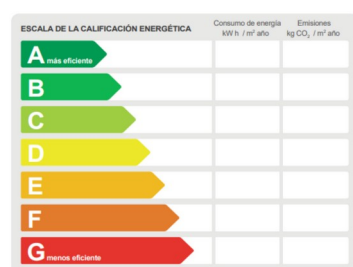 ESCALA DE LA CALIFICACIÓN ENERGÉTICA
Consumo de energía
kW h / m² año
Emisiones
kg CO₂ / m² año
A más eficiente
B
C
D
E
F
G menos eficiente